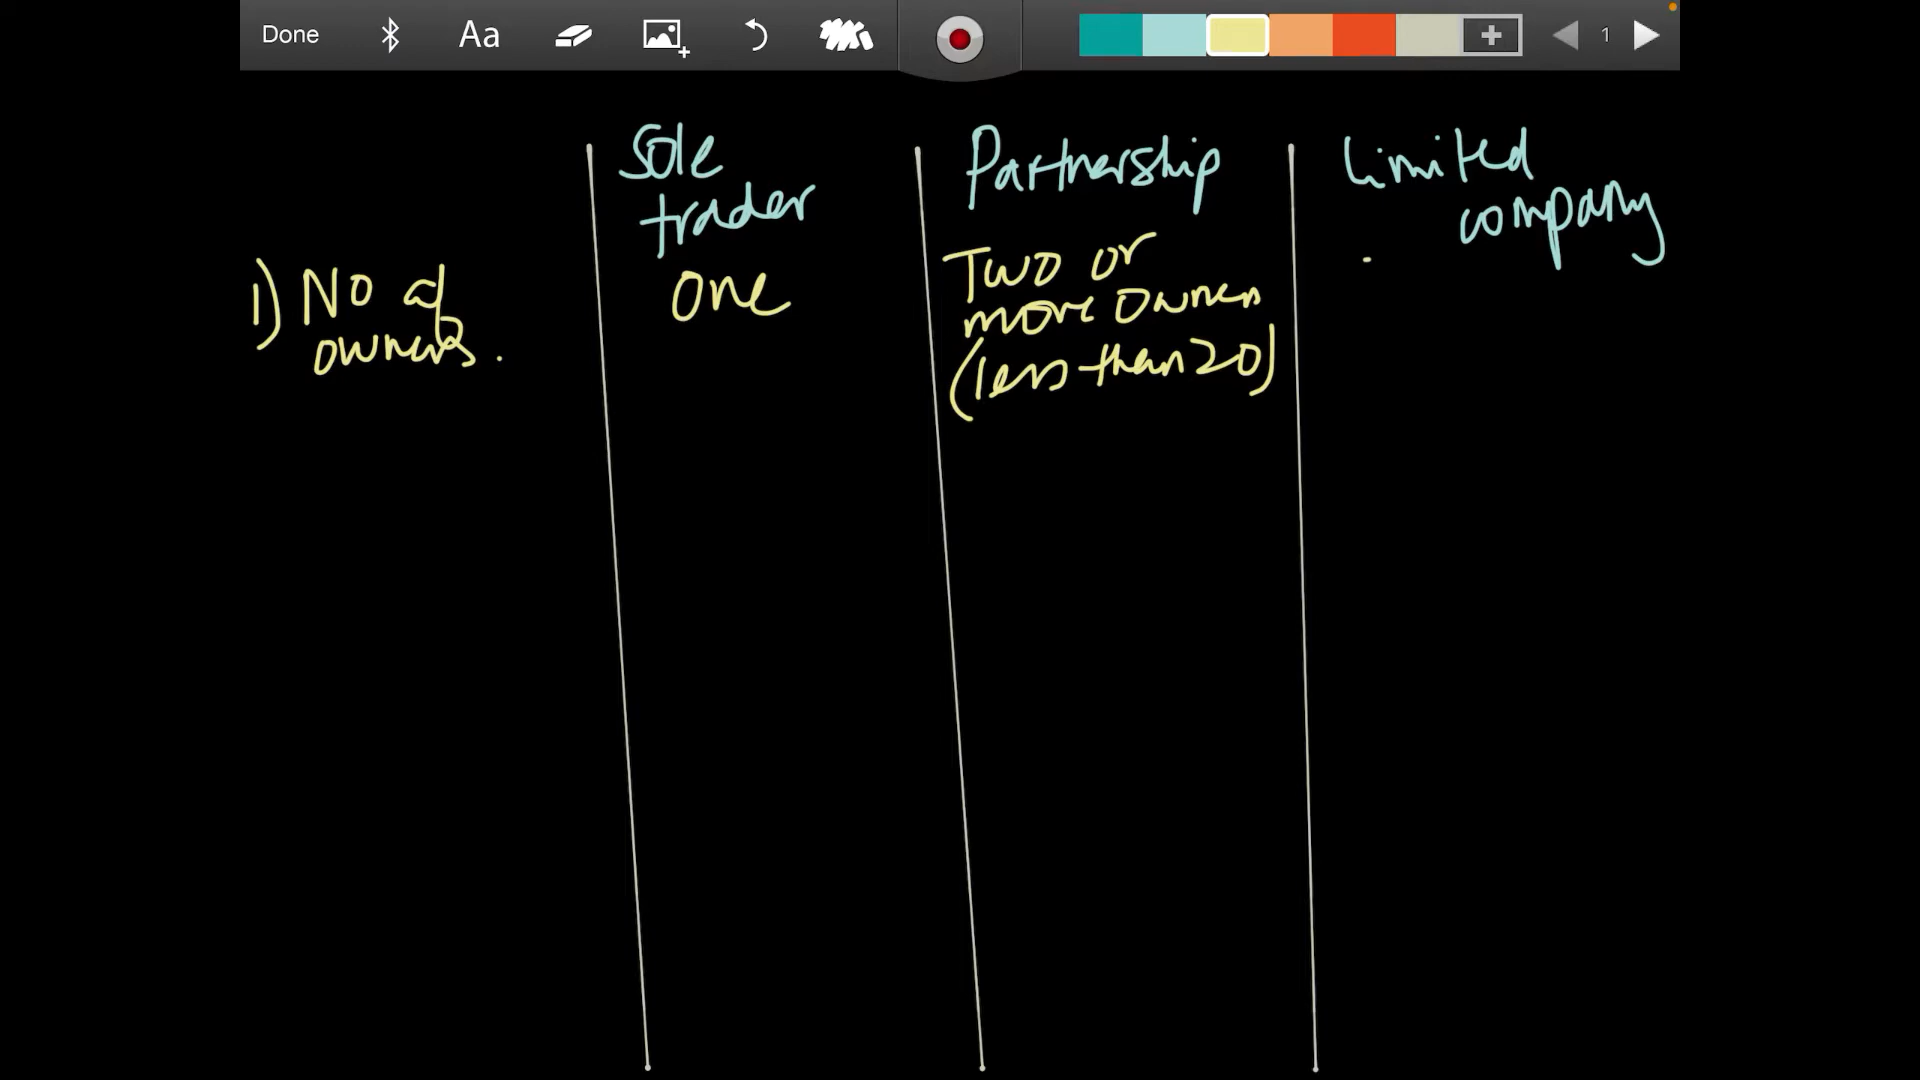 Done
Aa
1
Sole
trader
Partnership
Limited
company
1) No of
owners.
One
Two or
more owners
(less than 20)